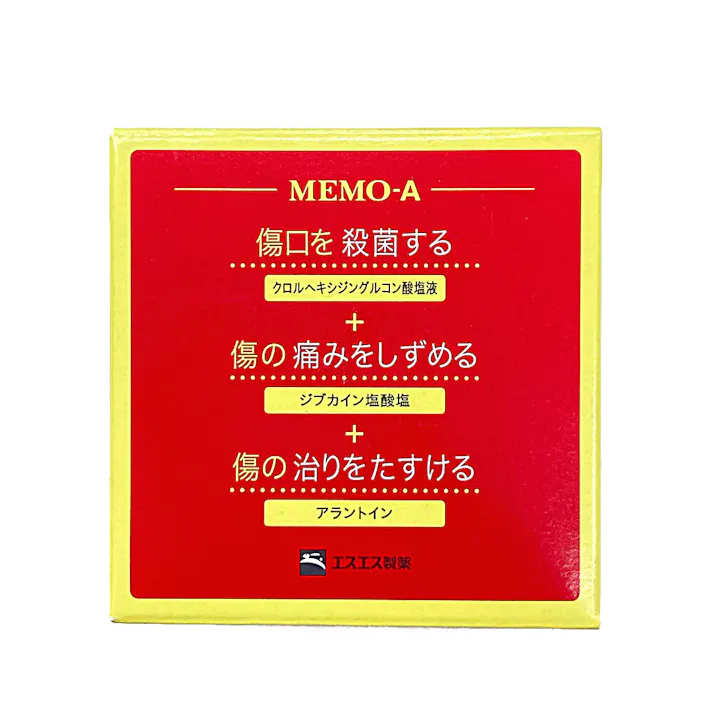 MEMO-A
傷口を 殺菌する
クロルヘキシジングルコン酸塩液
+
傷の 痛みをしずめる
ジブカイン塩酸塩
+
傷の 治りをたすける
アラントイン
エスエス製薬